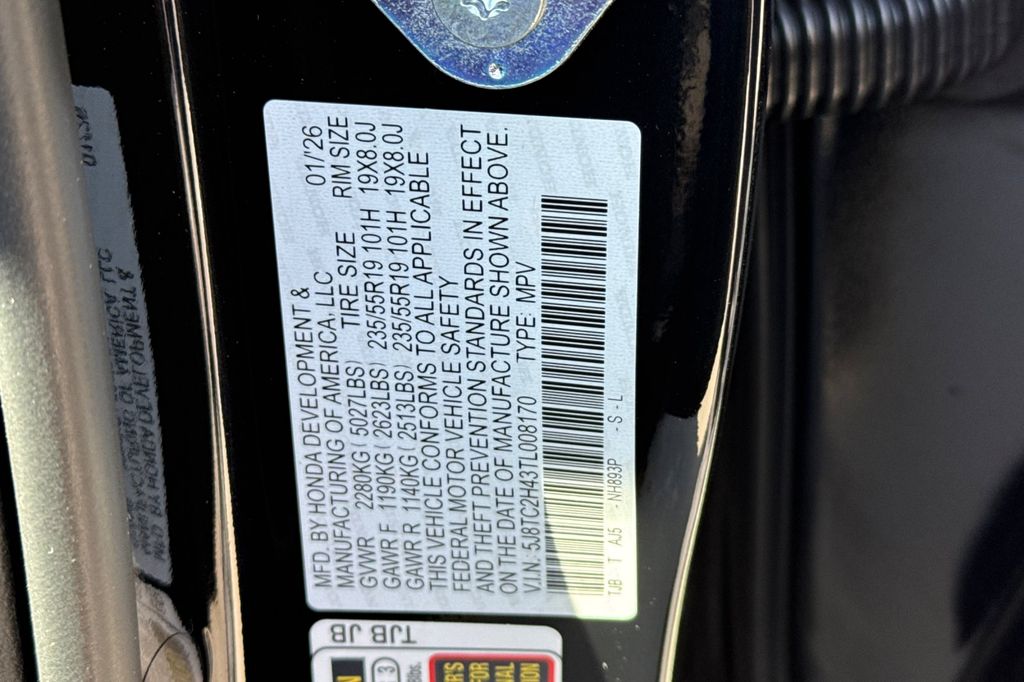 MFD. BY HONDA DEVELOPMENT &
MANUFACTURING OF AMERICA, LLC 01/26
GVWR 2280KG ( 5027LBS) TIRE SIZE RIM SIZE
GAWR F 1190KG ( 2623LBS) 235/55R19 101H 19X8.0J
GAWR R 1140KG ( 2513LBS) 235/55R19 101H 19X8.0J
THIS VEHICLE CONFORMS TO ALL APPLICABLE
FEDERAL MOTOR VEHICLE SAFETY
AND THEFT PREVENTION STANDARDS IN EFFECT
ON THE DATE OF MANUFACTURE SHOWN ABOVE.
V.I.N.: 5J8TC2H43TL008170 TYPE: MPV
TJB - T AJ5 - NH893P - S - L
TJB JB